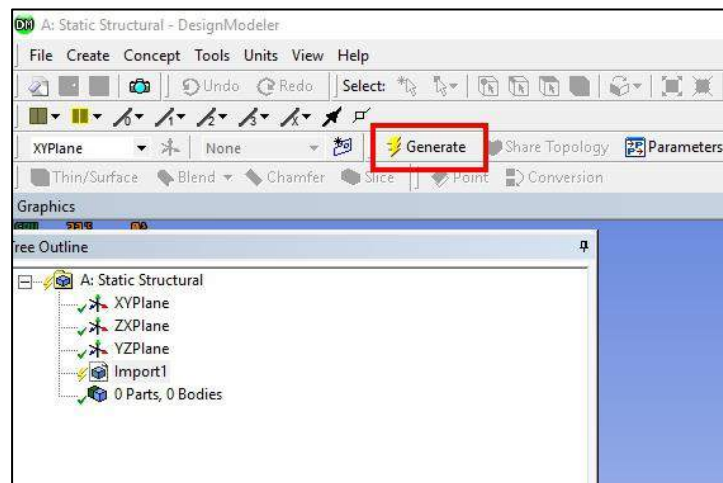 DM A: Static Structural - DesignModeler
File Create Concept Tools Units View Help
Undo Redo Select:
XYPlane None Generate Share Topology Parameters
Thin/Surface Blend Chamfer Slice Point Conversion
Graphics
ree Outline
A: Static Structural
XYPlane
ZXPlane
YZPlane
Import1
0 Parts, 0 Bodies